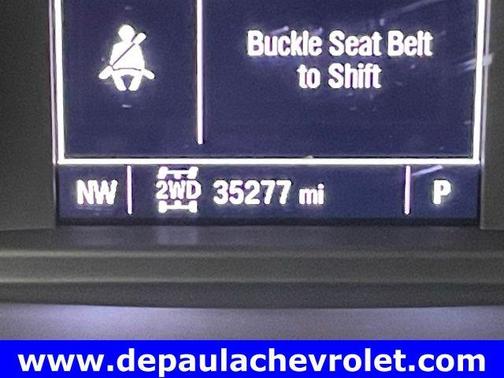 Buckle Seat Belt
to Shift
NW 2WD 35277 mi P
www.depaulachevrolet.com